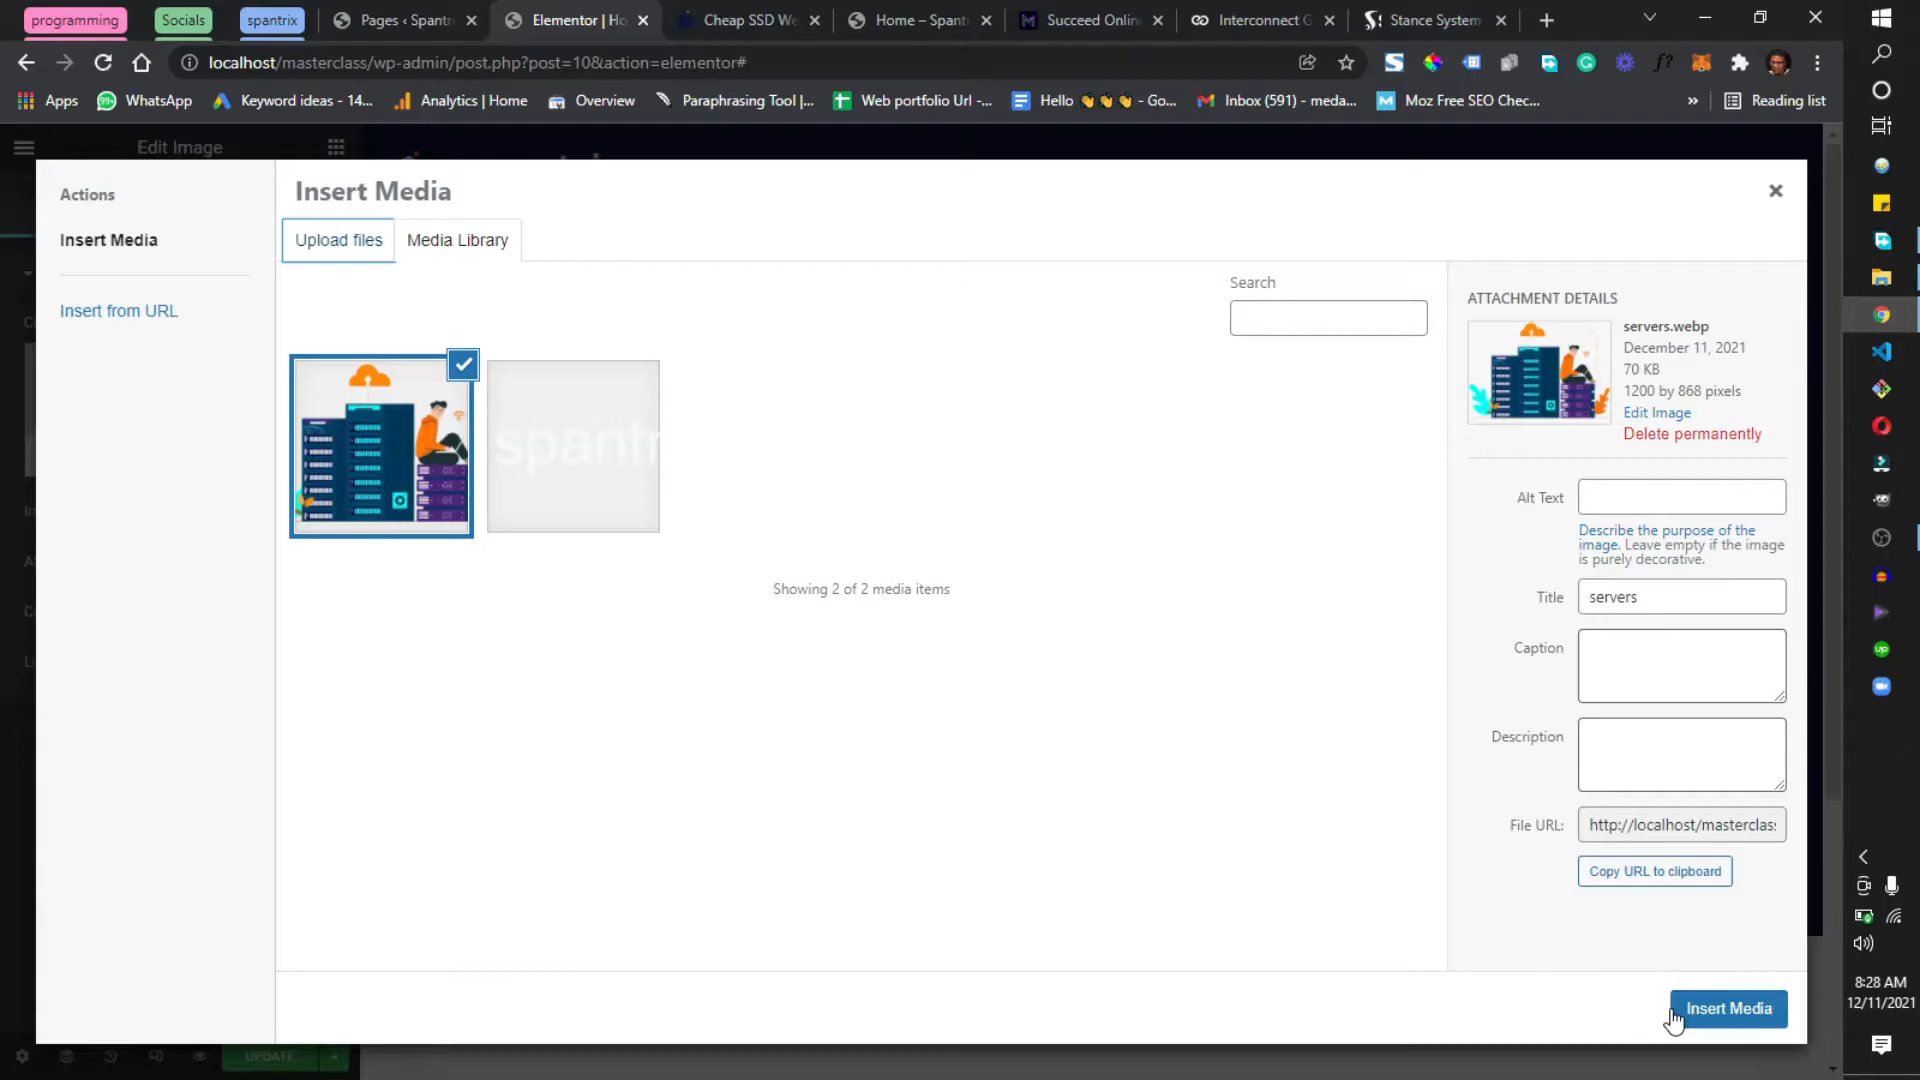 programming
Socials
spantrix
Pages ‹ Spantr
Elementor | Ho
Cheap SSD We
Home – Spant
Succeed Onlin
Interconnect G
Stance System
localhost/masterclass/wp-admin/post.php?post=10&action=elementor#
Apps
WhatsApp
Keyword ideas - 14...
Analytics | Home
Overview
Paraphrasing Tool |...
Web portfolio Url -...
Hello 👋👋👋 - Go...
Inbox (591) - meda...
Moz Free SEO Chec...
»
Reading list
Edit Image
Actions
Insert Media
Insert from URL
Insert Media
Upload files
Media Library
Search
spantr
Showing 2 of 2 media items
ATTACHMENT DETAILS
servers.webp
December 11, 2021
70 KB
1200 by 868 pixels
Edit Image
Delete permanently
Alt Text
Describe the purpose of the
image. Leave empty if the image
is purely decorative.
Title
servers
Caption
Description
File URL:
http://localhost/masterclas
Copy URL to clipboard
Insert Media
UPDATE
8:28 AM
12/11/2021